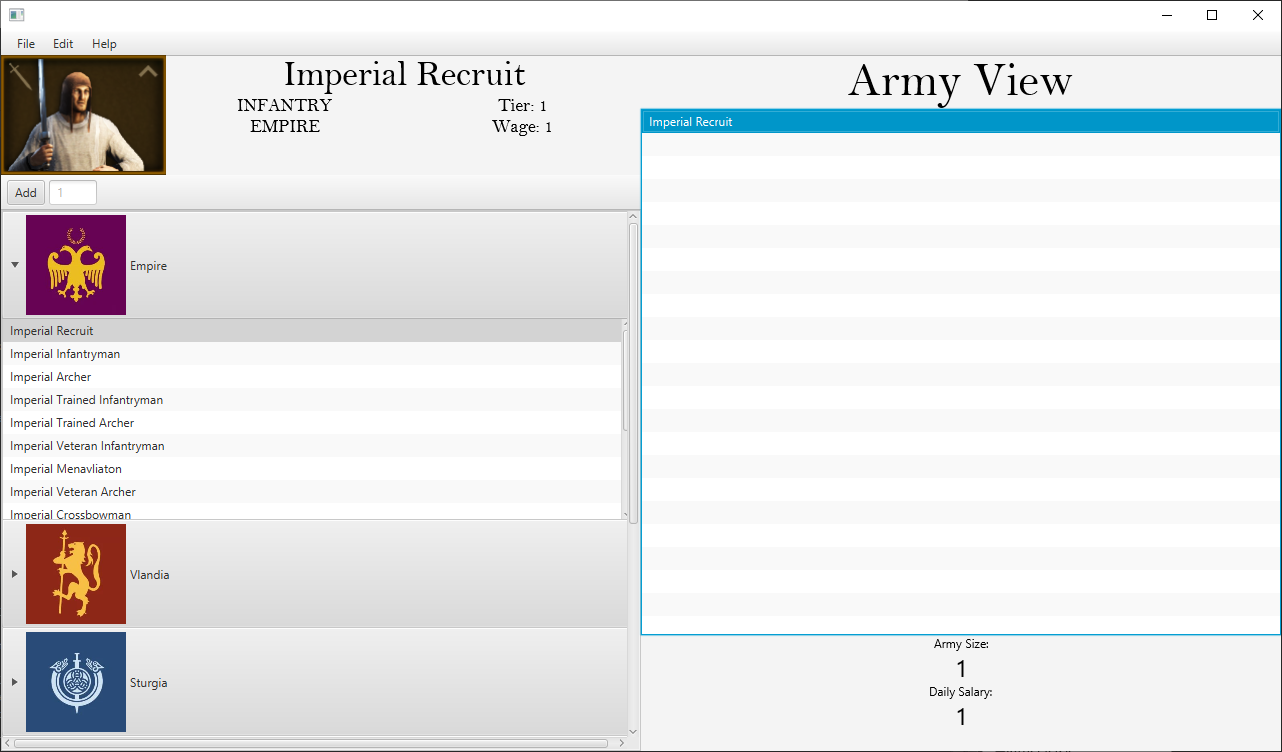 File Edit Help
Imperial Recruit
INFANTRY Tier: 1
EMPIRE Wage: 1
Add 1
Empire
Imperial Recruit
Imperial Infantryman
Imperial Archer
Imperial Trained Infantryman
Imperial Trained Archer
Imperial Veteran Infantryman
Imperial Menavliaton
Imperial Veteran Archer
Imperial Crossbowman
Vlandia
Sturgia
Army View
Imperial Recruit
Army Size:
1
Daily Salary:
1